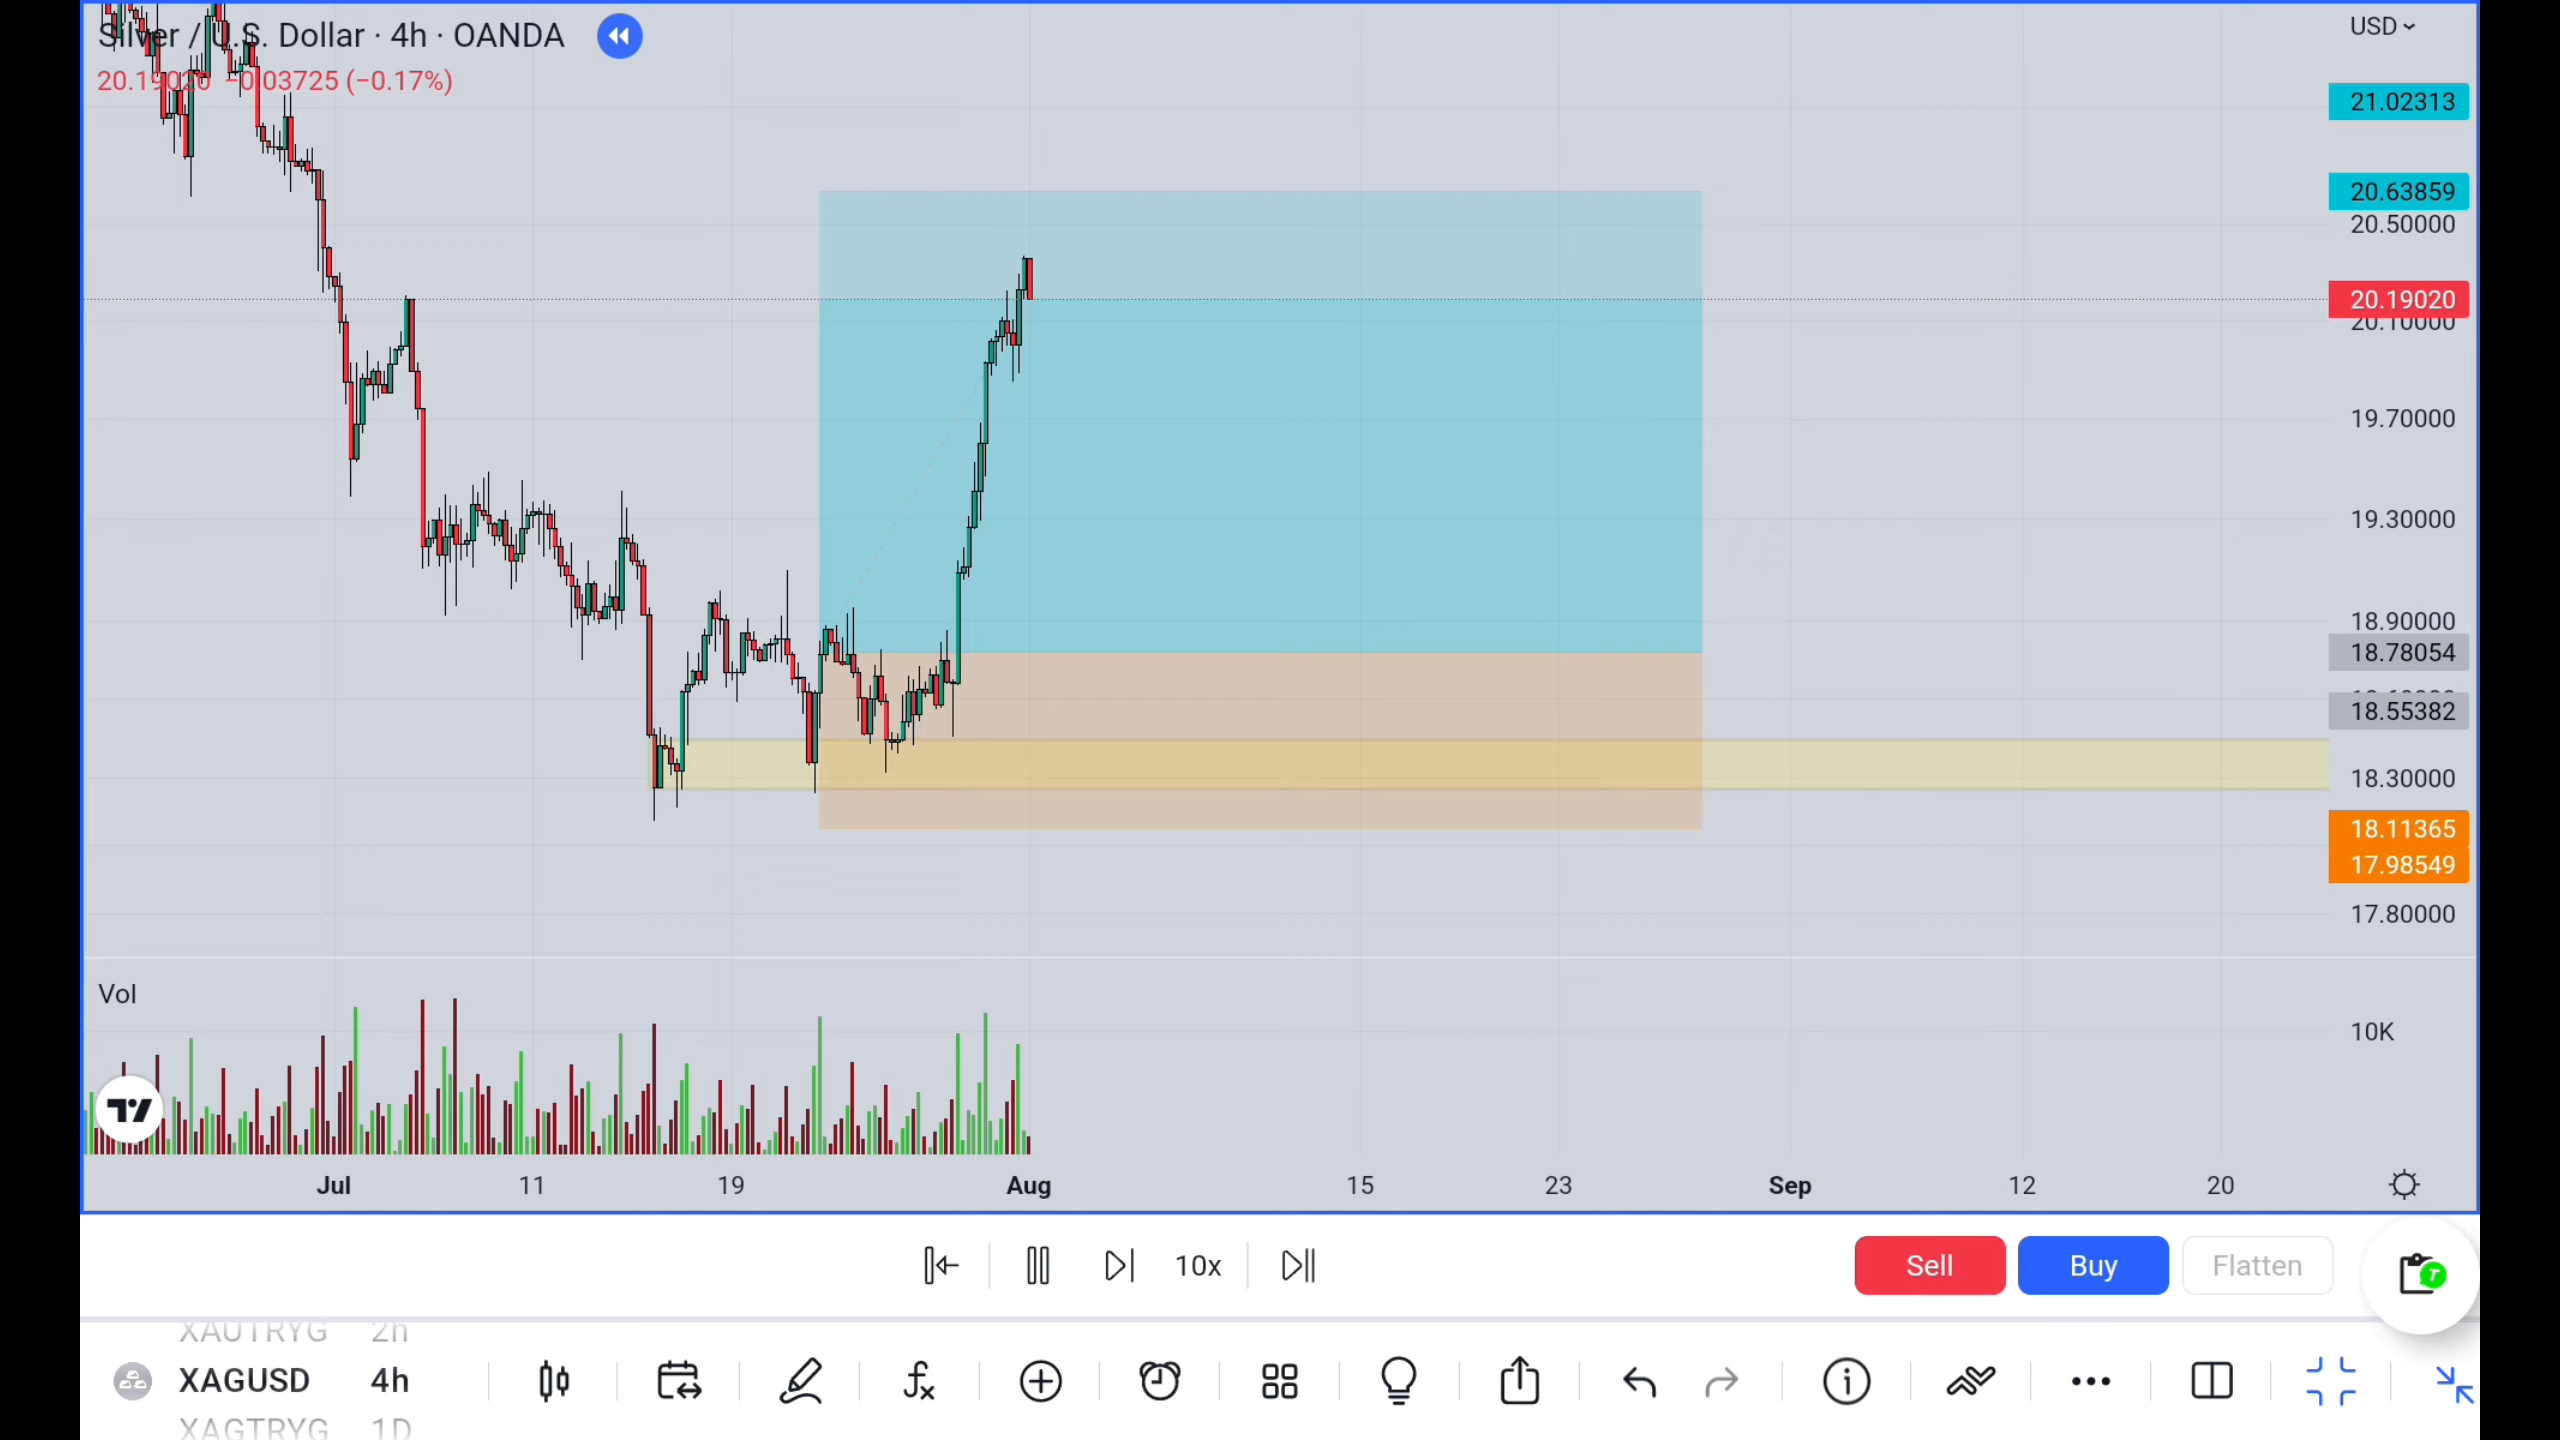 Silver / U.S. Dollar · 4h · OANDA
20.19020 −0.03725 (−0.17%)
USD
21.02313
20.63859
20.50000
20.19020
20.10000
19.70000
19.30000
18.90000
18.78054
18.55382
18.30000
18.11365
17.98549
17.80000
Vol
10K
Jul 11 19 Aug 15 23 Sep 12 20
10x
Sell Buy Flatten
XAUTRYG 2h
XAGUSD 4h
XAGTRYG 1D